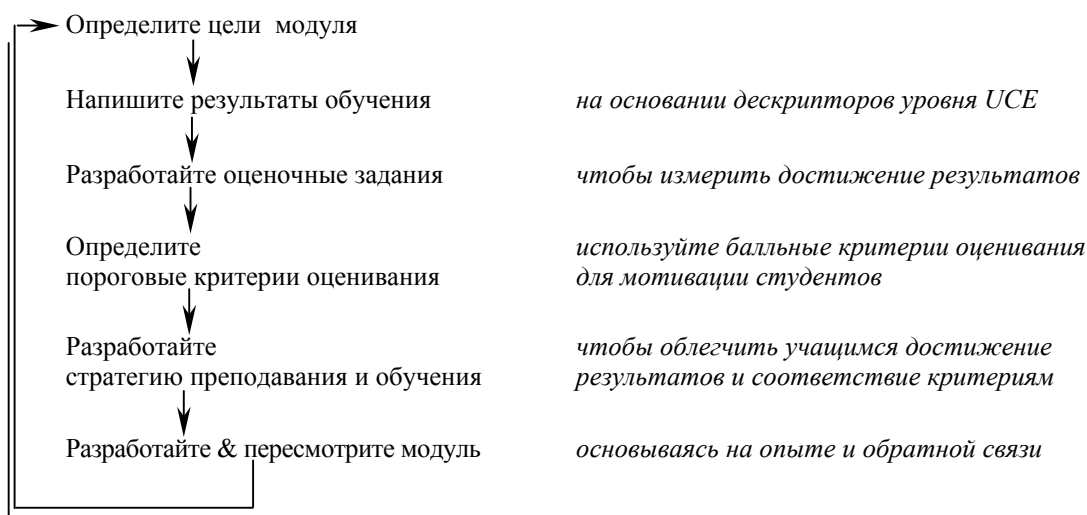 Определите цели модуля
Напишите результаты обучения на основании дескрипторов уровня UCE
Разработайте оценочные задания чтобы измерить достижение результатов
Определите используйте балльные критерии оценивания
пороговые критерии оценивания для мотивации студентов
Разработайте чтобы облегчить учащимся достижение
стратегию преподавания и обучения результатов и соответствие критериям
Разработайте & пересмотрите модуль основываясь на опыте и обратной связи